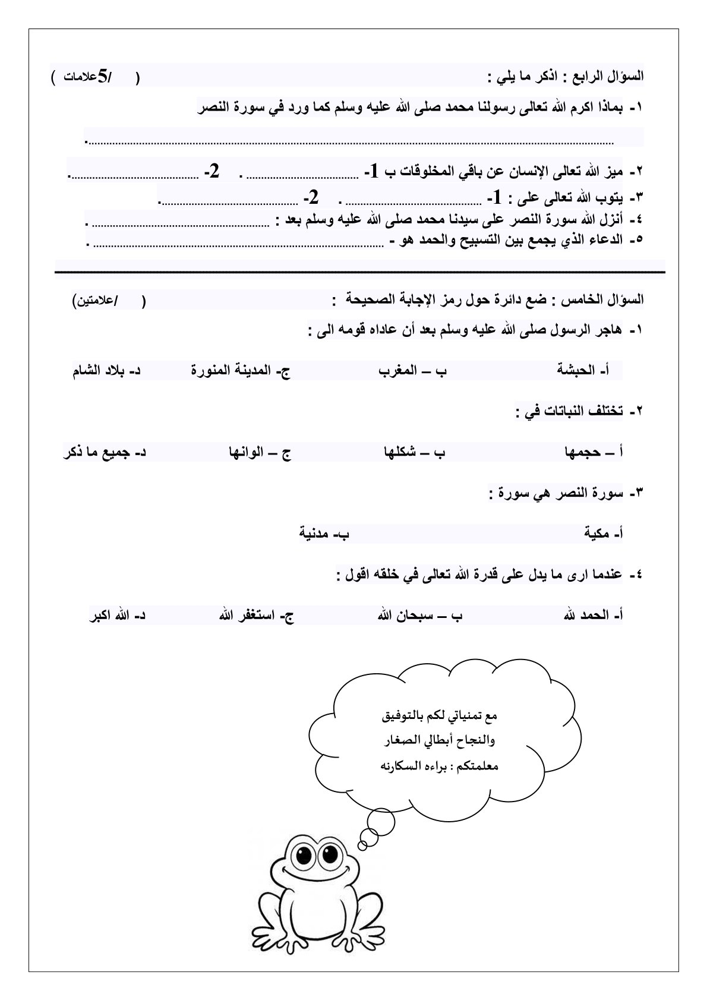 السؤال الرابع : اذكر ما يلي : ( /5علامات )
١- بماذا اكرم الله تعالى رسولنا محمد صلى الله عليه وسلم كما ورد في سورة النصر
.......................................................................................................................................................................
٢- ميز الله تعالى الإنسان عن باقي المخلوقات ب 1- ...................................... . 2- ............................................
٣- يتوب الله تعالى على : 1- .............................................. . 2- ...............................................
٤- أنزل الله سورة النصر على سيدنا محمد صلى الله عليه وسلم بعد : ............................................................ .
٥- الدعاء الذي يجمع بين التسبيح والحمد هو - .................................................................................................. .
السؤال الخامس : ضع دائرة حول رمز الإجابة الصحيحة : ( /علامتين)
١- هاجر الرسول صلى الله عليه وسلم بعد أن عاداه قومه الى :
أ- الحبشة ب – المغرب ج- المدينة المنورة د- بلاد الشام
٢- تختلف النباتات في :
أ – حجمها ب – شكلها ج – الوانها د- جميع ما ذكر
٣- سورة النصر هي سورة :
أ- مكية ب- مدنية
٤- عندما ارى ما يدل على قدرة الله تعالى في خلقه اقول :
أ- الحمد لله ب – سبحان الله ج- استغفر الله د- الله اكبر
مع تمنياتي لكم بالتوفيق
والنجاح أبطالي الصغار
معلمتكم : براءه السكارنه